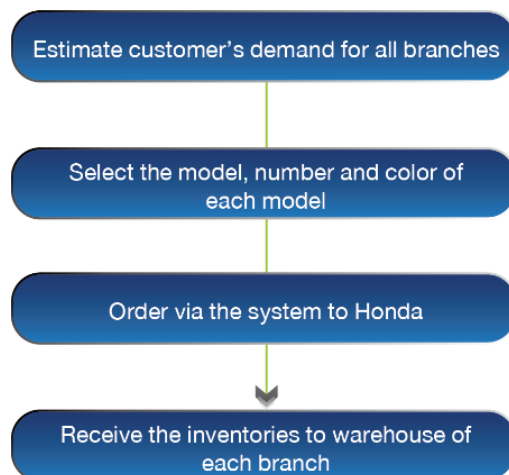 Estimate customer's demand for all branches
Select the model, number and color of
each model
Order via the system to Honda
Receive the inventories to warehouse of
each branch